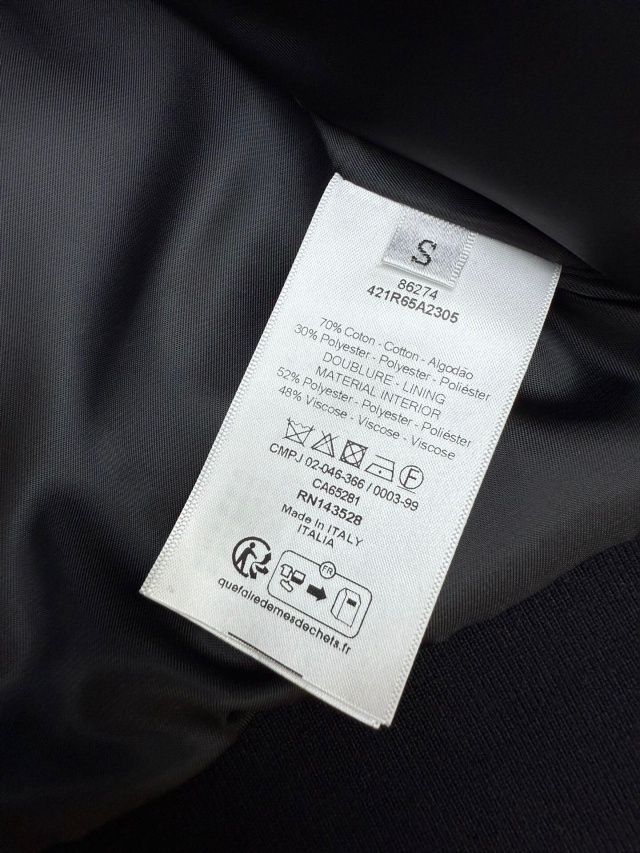 S
86274
421R65A2305
70% Coton - Cotton - Algodão
30% Polyester - Polyester - Poliéster
DOUBLURE - LINING
MATERIAL INTERIOR
52% Polyester - Polyester - Poliéster
48% Viscose - Viscose - Viscose
F
CMPJ 02-046-366 / 0003-99
CA65281
RN143528
Made In ITALY
ITALIA
FR
quefairedemesdechets.fr